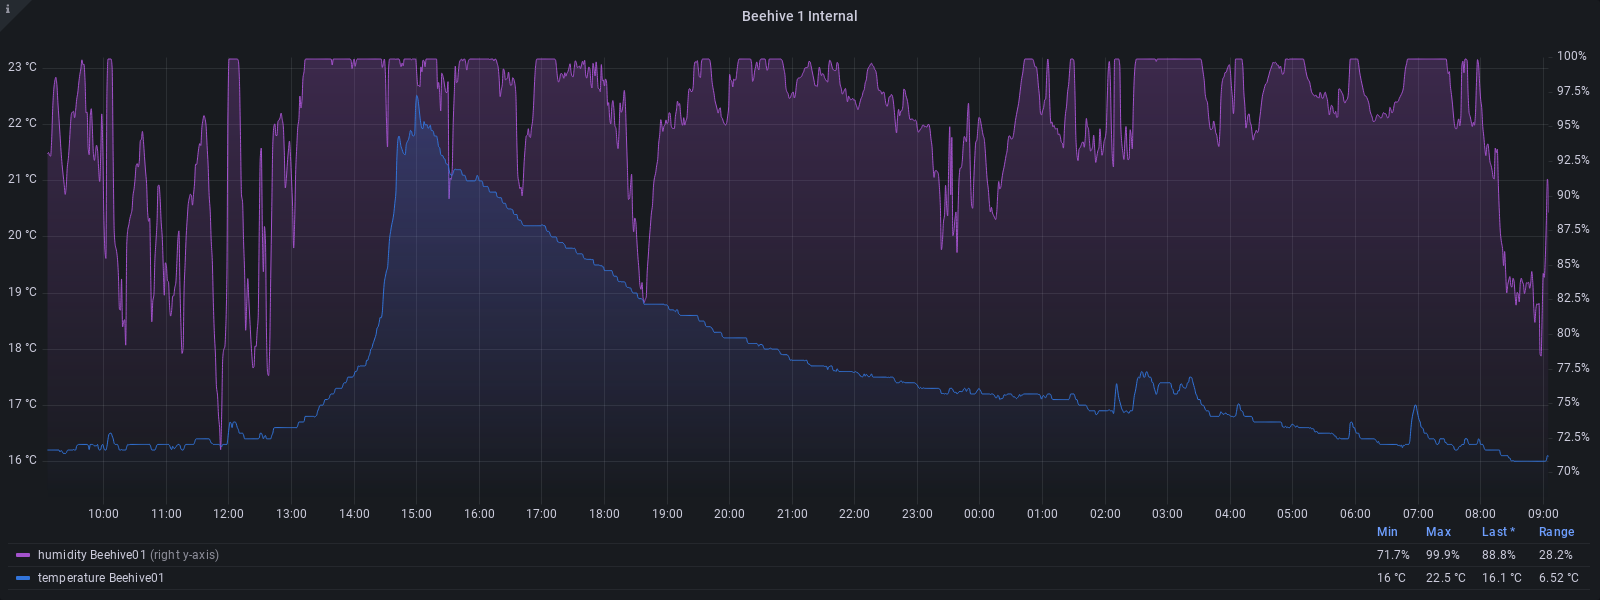 i
Beehive 1 Internal
23 °C
22 °C
21 °C
20 °C
19 °C
18 °C
17 °C
16 °C
100%
97.5%
95%
92.5%
90%
87.5%
85%
82.5%
80%
77.5%
75%
72.5%
70%
10:00 11:00 12:00 13:00 14:00 15:00 16:00 17:00 18:00 19:00 20:00 21:00 22:00 23:00 00:00 01:00 02:00 03:00 04:00 05:00 06:00 07:00 08:00 09:00
Min Max Last * Range
humidity Beehive01 (right y-axis) 71.7% 99.9% 88.8% 28.2%
temperature Beehive01 16 °C 22.5 °C 16.1 °C 6.52 °C